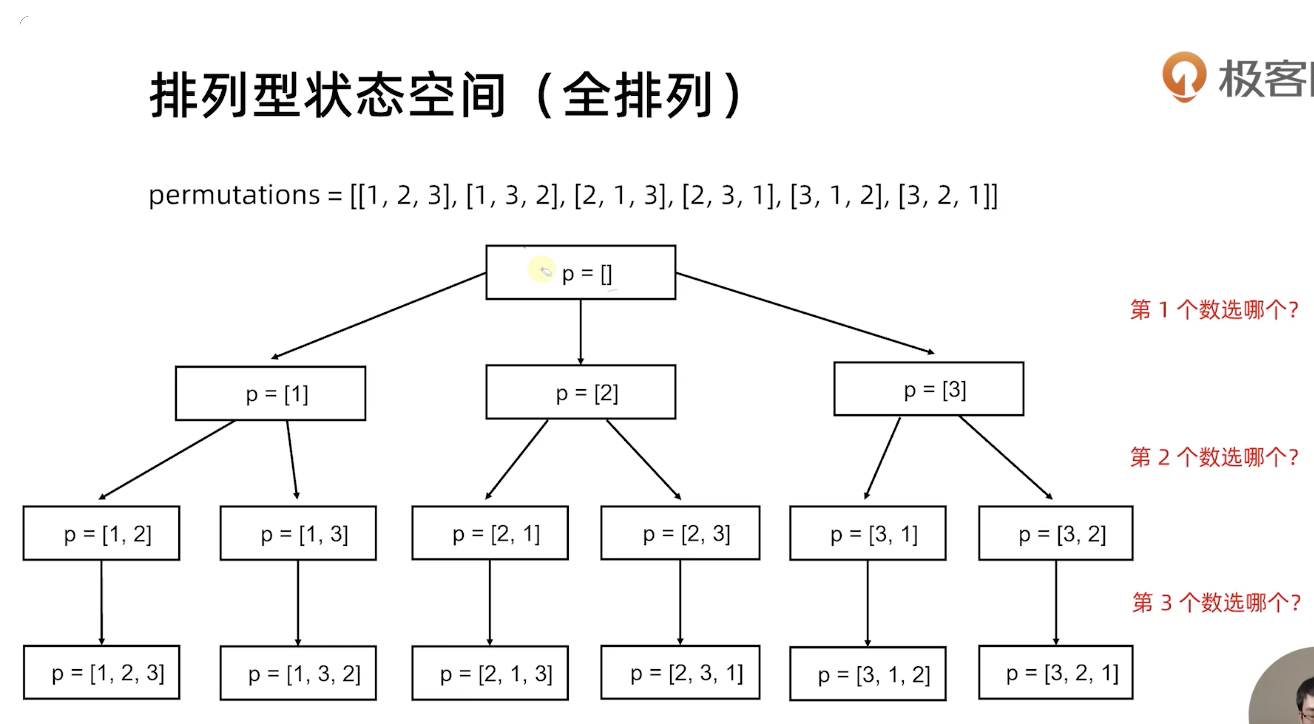 排列型状态空间（全排列）
极客
permutations = [[1, 2, 3], [1, 3, 2], [2, 1, 3], [2, 3, 1], [3, 1, 2], [3, 2, 1]]
p = []
第 1 个数选哪个?
p = [1]
p = [2]
p = [3]
第 2 个数选哪个?
p = [1, 2]
p = [1, 3]
p = [2, 1]
p = [2, 3]
p = [3, 1]
p = [3, 2]
第 3 个数选哪个?
p = [1, 2, 3]
p = [1, 3, 2]
p = [2, 1, 3]
p = [2, 3, 1]
p = [3, 1, 2]
p = [3, 2, 1]